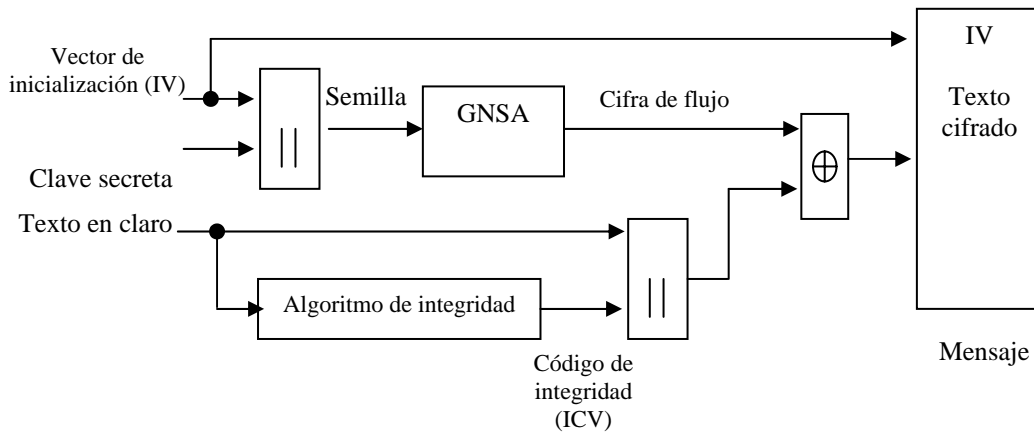 IV
Vector de
inicialización (IV)
Semilla
GNSA
Cifra de flujo
Texto
cifrado
||
⊕
Clave secreta
Texto en claro
Algoritmo de integridad
||
Mensaje
Código de
integridad
(ICV)